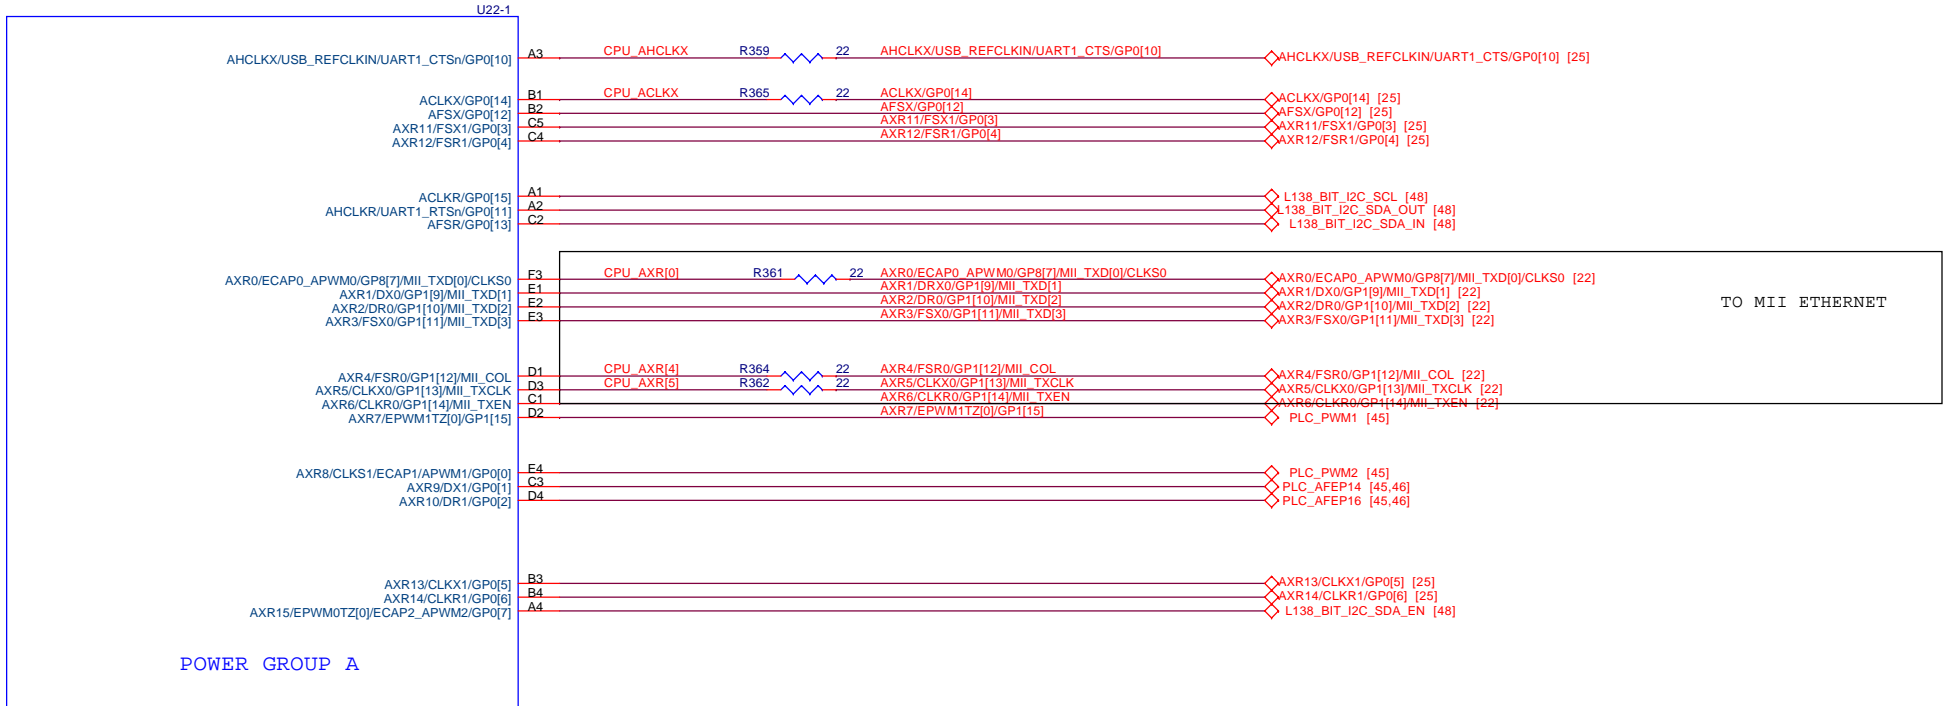 U22-1
AHCLKX/USB_REFCLKIN/UART1_CTSn/GP0[10] A3 CPU_AHCLKX R359 22 AHCLKX/USB_REFCLKIN/UART1_CTS/GP0[10] AHCLKX/USB_REFCLKIN/UART1_CTS/GP0[10] [25]
ACLKX/GP0[14] B1 CPU_ACLKX R365 22 ACLKX/GP0[14] ACLKX/GP0[14] [25]
AFSX/GP0[12] B2 AFSX/GP0[12] AFSX/GP0[12] [25]
AXR11/FSX1/GP0[3] C5 AXR11/FSX1/GP0[3] AXR11/FSX1/GP0[3] [25]
AXR12/FSR1/GP0[4] C4 AXR12/FSR1/GP0[4] AXR12/FSR1/GP0[4] [25]
ACLKR/GP0[15] A1 L138_BIT_I2C_SCL [48]
AHCLKR/UART1_RTSn/GP0[11] A2 L138_BIT_I2C_SDA_OUT [48]
AFSR/GP0[13] C2 L138_BIT_I2C_SDA_IN [48]
AXR0/ECAP0_APWM0/GP8[7]/MII_TXD[0]/CLKS0 F3 CPU_AXR[0] R361 22 AXR0/ECAP0_APWM0/GP8[7]/MII_TXD[0]/CLKS0 AXR0/ECAP0_APWM0/GP8[7]/MII_TXD[0]/CLKS0 [22]
AXR1/DX0/GP1[9]/MII_TXD[1] E1 AXR1/DRX0/GP1[9]/MII_TXD[1] AXR1/DX0/GP1[9]/MII_TXD[1] [22]
AXR2/DR0/GP1[10]/MII_TXD[2] E2 AXR2/DR0/GP1[10]/MII_TXD[2] AXR2/DR0/GP1[10]/MII_TXD[2] [22]
TO MII ETHERNET
AXR3/FSX0/GP1[11]/MII_TXD[3] E3 AXR3/FSX0/GP1[11]/MII_TXD[3] AXR3/FSX0/GP1[11]/MII_TXD[3] [22]
AXR4/FSR0/GP1[12]/MII_COL D1 CPU_AXR[4] R364 22 AXR4/FSR0/GP1[12]/MII_COL AXR4/FSR0/GP1[12]/MII_COL [22]
AXR5/CLKX0/GP1[13]/MII_TXCLK D3 CPU_AXR[5] R362 22 AXR5/CLKX0/GP1[13]/MII_TXCLK AXR5/CLKX0/GP1[13]/MII_TXCLK [22]
AXR6/CLKR0/GP1[14]/MII_TXEN C1 AXR6/CLKR0/GP1[14]/MII_TXEN AXR6/CLKR0/GP1[14]/MII_TXEN [22]
AXR7/EPWM1TZ[0]/GP1[15] D2 AXR7/EPWM1TZ[0]/GP1[15] PLC_PWM1 [45]
AXR8/CLKS1/ECAP1/APWM1/GP0[0] E4 PLC_PWM2 [45]
AXR9/DX1/GP0[1] C3 PLC_AFEP14 [45,46]
AXR10/DR1/GP0[2] D4 PLC_AFEP16 [45,46]
AXR13/CLKX1/GP0[5] B3 AXR13/CLKX1/GP0[5] [25]
AXR14/CLKR1/GP0[6] B4 AXR14/CLKR1/GP0[6] [25]
AXR15/EPWM0TZ[0]/ECAP2_APWM2/GP0[7] A4 L138_BIT_I2C_SDA_EN [48]
POWER GROUP A